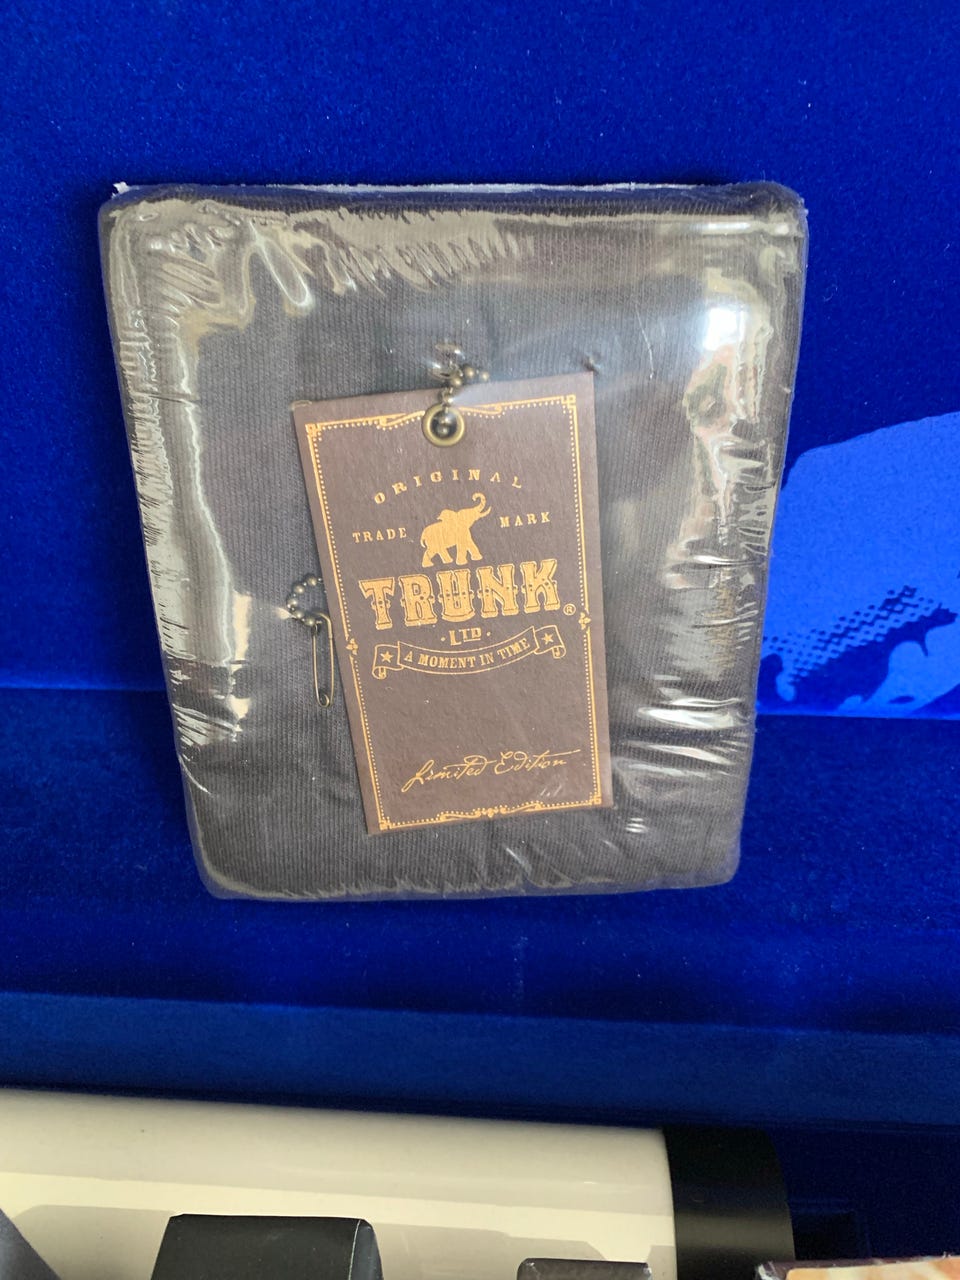 ORIGINAL
TRADE MARK
TRUNK®
·LTD·
★ A MOMENT IN TIME ★
Limited Edition